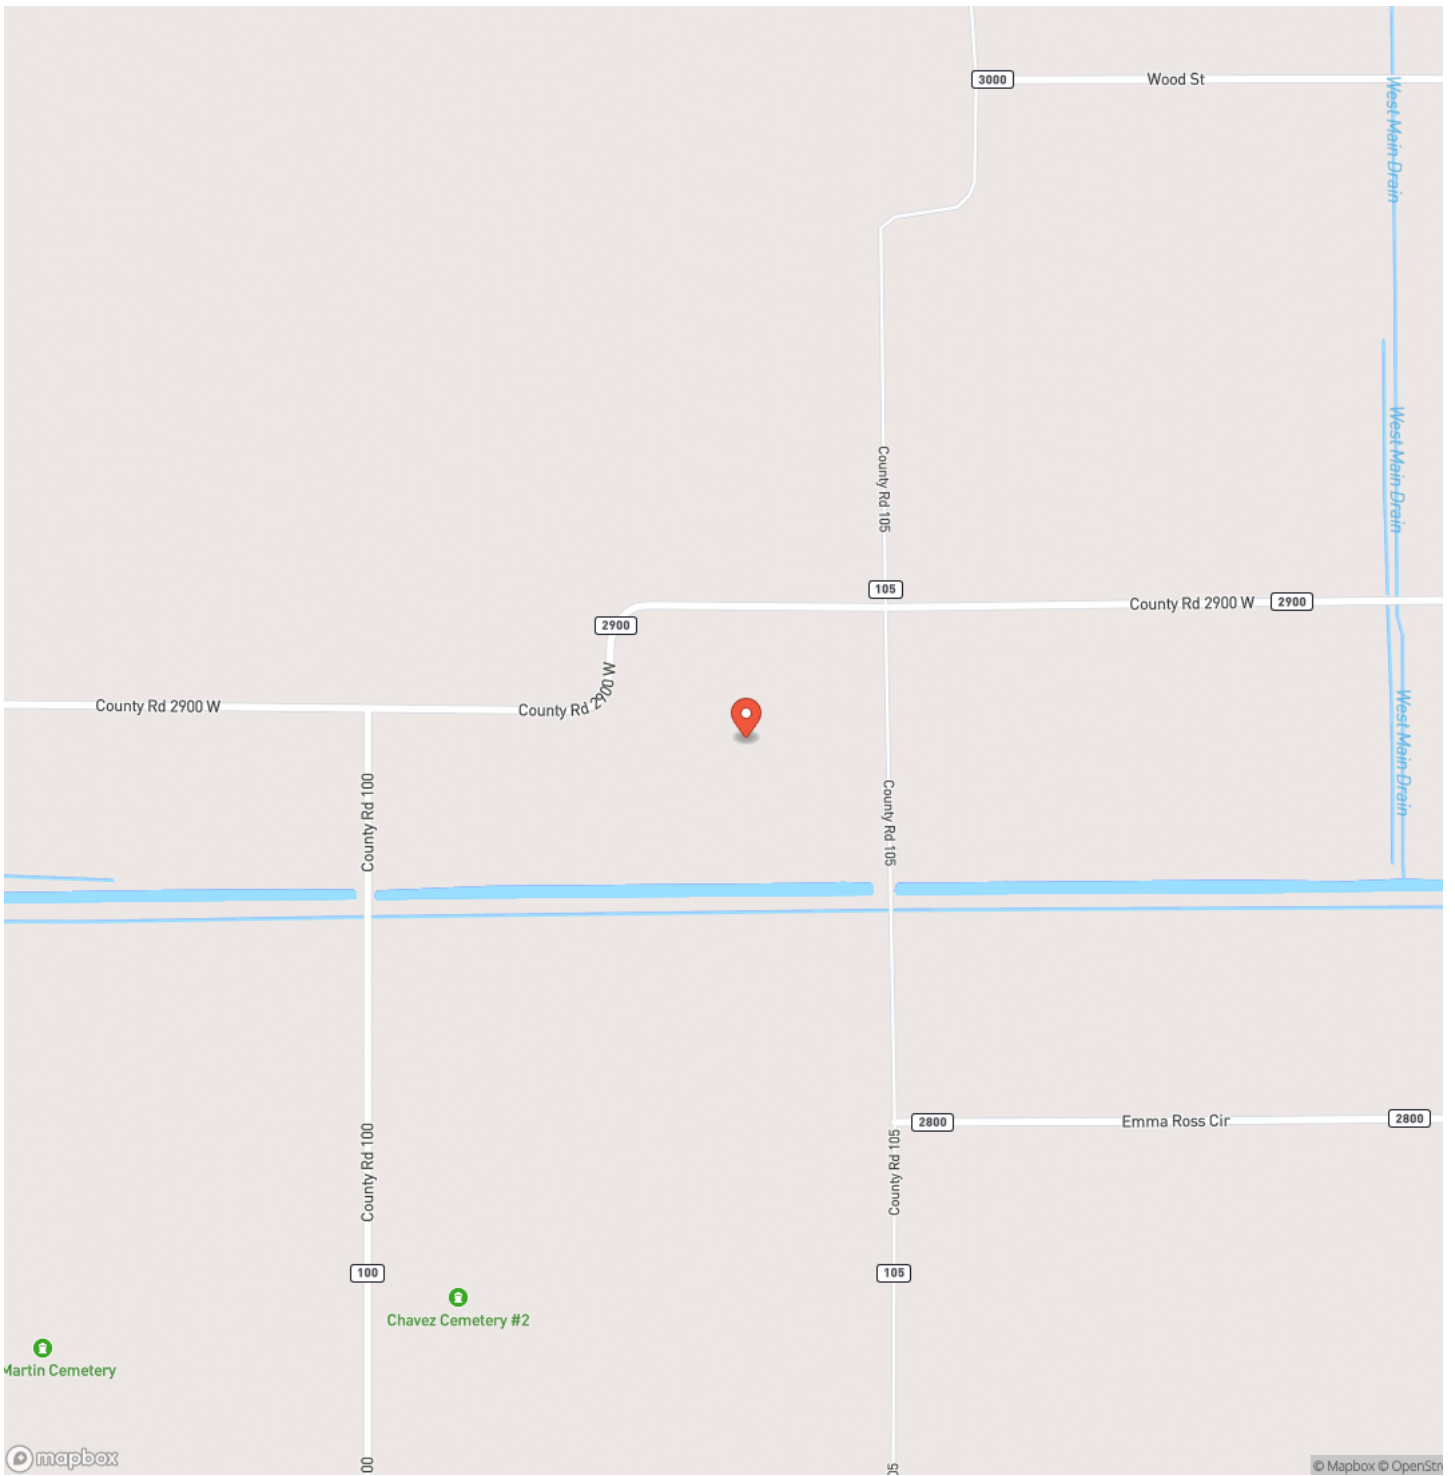 3000
Wood St
West Main Drain
West Main Drain
County Rd 105
105
County Rd 2900 W
2900
2900
County Rd 2900 W
County Rd 2900 W
West Main Drain
County Rd 100
County Rd 105
2800
Emma Ross Cir
2800
County Rd 100
County Rd 105
100
105
Chavez Cemetery #2
Martin Cemetery
mapbox
00
05
© Mapbox © OpenStr